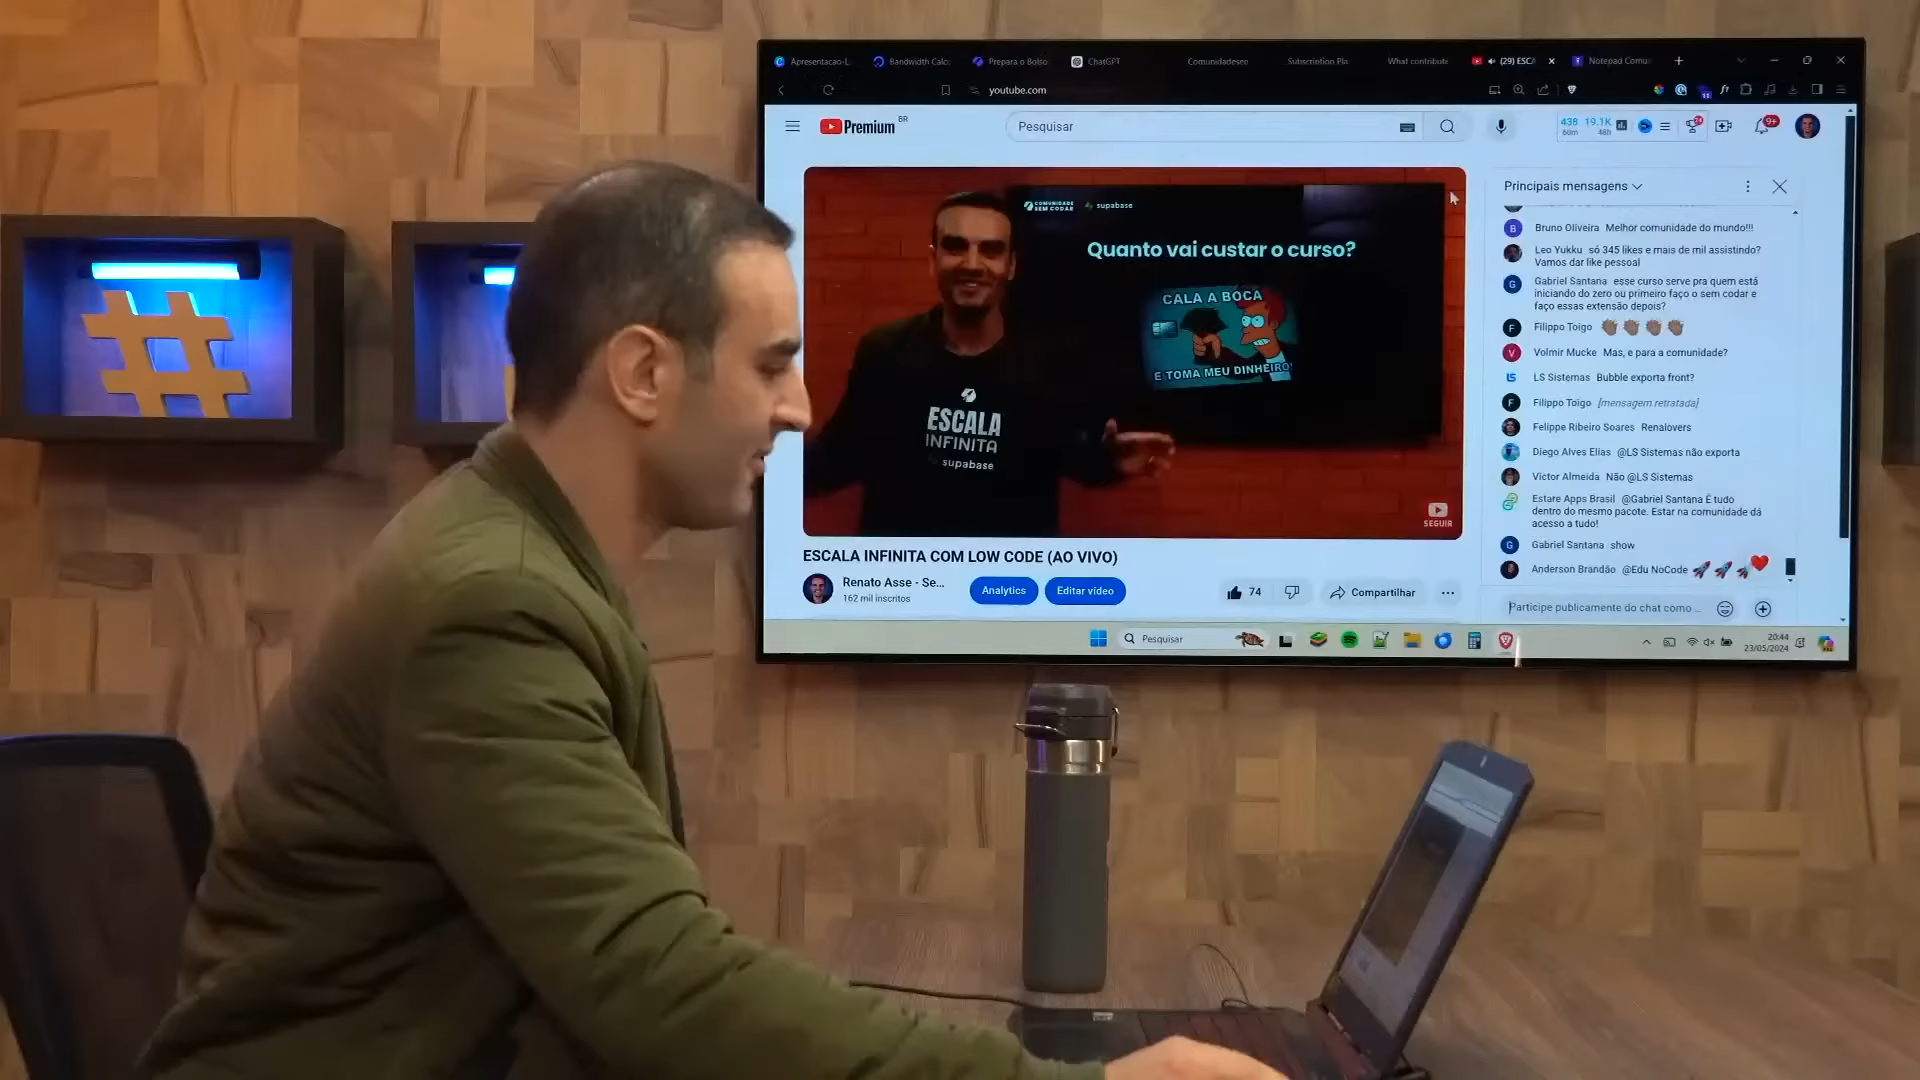 Apresentacao-L
Bandwidth Calc
Prepara o Bolso
ChatGPT
Comunidadesec
Subscription Pla
What contribute
(29) ESCA
Notepad Comu
youtube.com
Premium BR
Pesquisar
438 19.1K
60m 48h
9+
COMUNIDADE
SEM CODAR
supabase
Quanto vai custar o curso?
CALA A BOCA
E TOMA MEU DINHEIRO!
ESCALA
INFINITA
supabase
SEGUIR
ESCALA INFINITA COM LOW CODE (AO VIVO)
Renato Asse - Se...
162 mil inscritos
Analytics
Editar vídeo
74
Compartilhar
Principais mensagens
B Bruno Oliveira Melhor comunidade do mundo!!!
Leo Yukku só 345 likes e mais de mil assistindo?
Vamos dar like pessoal
G Gabriel Santana esse curso serve pra quem está
iniciando do zero ou primeiro faço o sem codar e
faço essas extensão depois?
F Filippo Toigo 👏🏽 👏🏽 👏🏽 👏🏽
V Volmir Mucke Mas, e para a comunidade?
LS LS Sistemas Bubble exporta front?
F Filippo Toigo [mensagem retratada]
Felippe Ribeiro Soares Renalovers
Diego Alves Elias @LS Sistemas não exporta
Victor Almeida Não @LS Sistemas
Estare Apps Brasil @Gabriel Santana É tudo
dentro do mesmo pacote. Estar na comunidade dá
acesso a tudo!
G Gabriel Santana show
Anderson Brandão @Edu NoCode 🚀 🚀 🚀
Participe publicamente do chat como ...
Pesquisar
20:44
23/05/2024